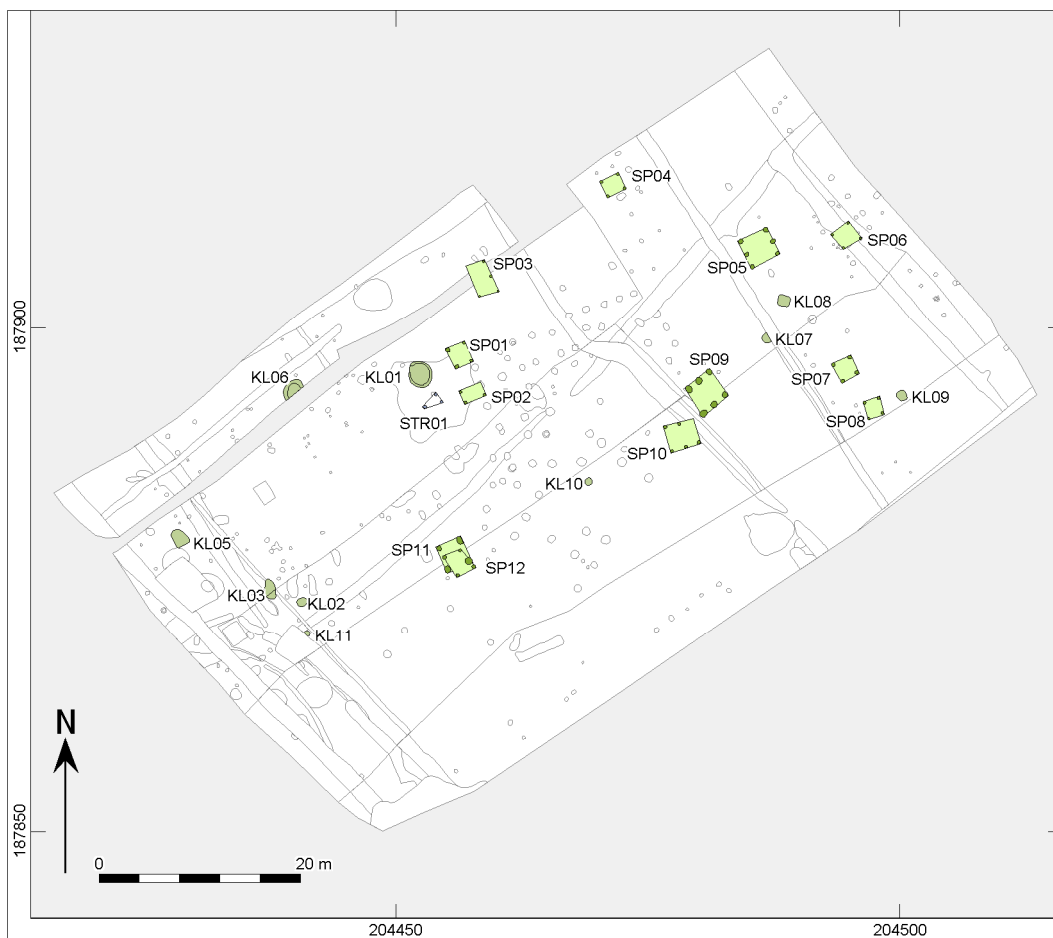 SP04
SP06
SP03
SP05
KL08
187900
SP01
KL07
KL06
KL01
SP09
SP07
SP02
KL09
STR01
SP08
SP10
KL10
KL05
SP11
SP12
KL03
KL02
KL11
N
187850
0 20 m
204450 204500